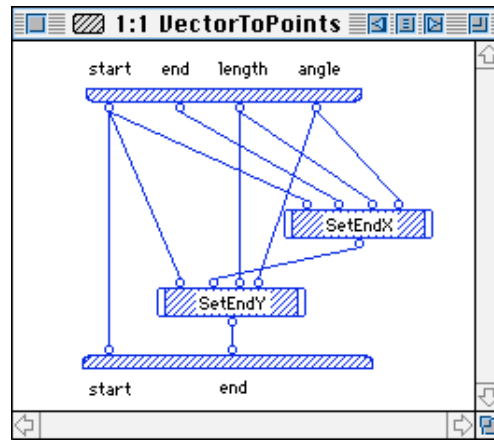 1:1 VectorToPoints
start end length angle
SetEndX
SetEndY
start end